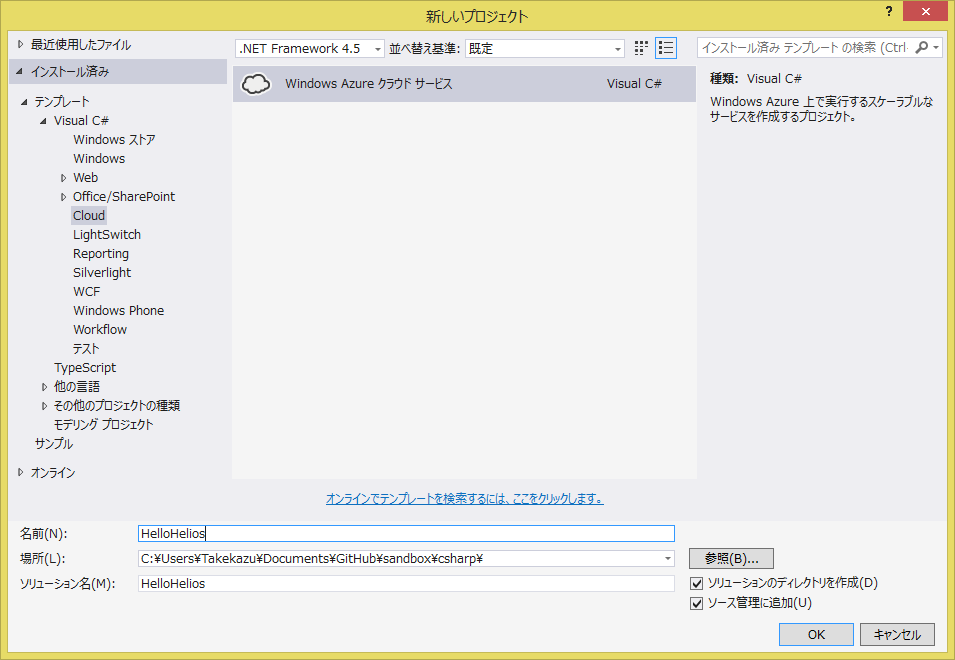 新しいプロジェクト
?
最近使用したファイル
.NET Framework 4.5
並べ替え基準:
既定
インストール済み テンプレート の検索 (Ctrl-
インストール済み
Windows Azure クラウド サービス
Visual C#
種類: Visual C#
Windows Azure 上で実行するスケーラブルな
サービスを作成するプロジェクト。
テンプレート
Visual C#
Windows ストア
Windows
Web
Office/SharePoint
Cloud
LightSwitch
Reporting
Silverlight
WCF
Windows Phone
Workflow
テスト
TypeScript
他の言語
その他のプロジェクトの種類
モデリング プロジェクト
サンプル
オンライン
オンラインでテンプレートを検索するには、ここをクリックします。
名前(N):
HelloHelios
場所(L):
C:¥Users¥Takekazu¥Documents¥GitHub¥sandbox¥csharp¥
参照(B)...
ソリューション名(M):
HelloHelios
ソリューションのディレクトリを作成(D)
ソース管理に追加(U)
OK
キャンセル